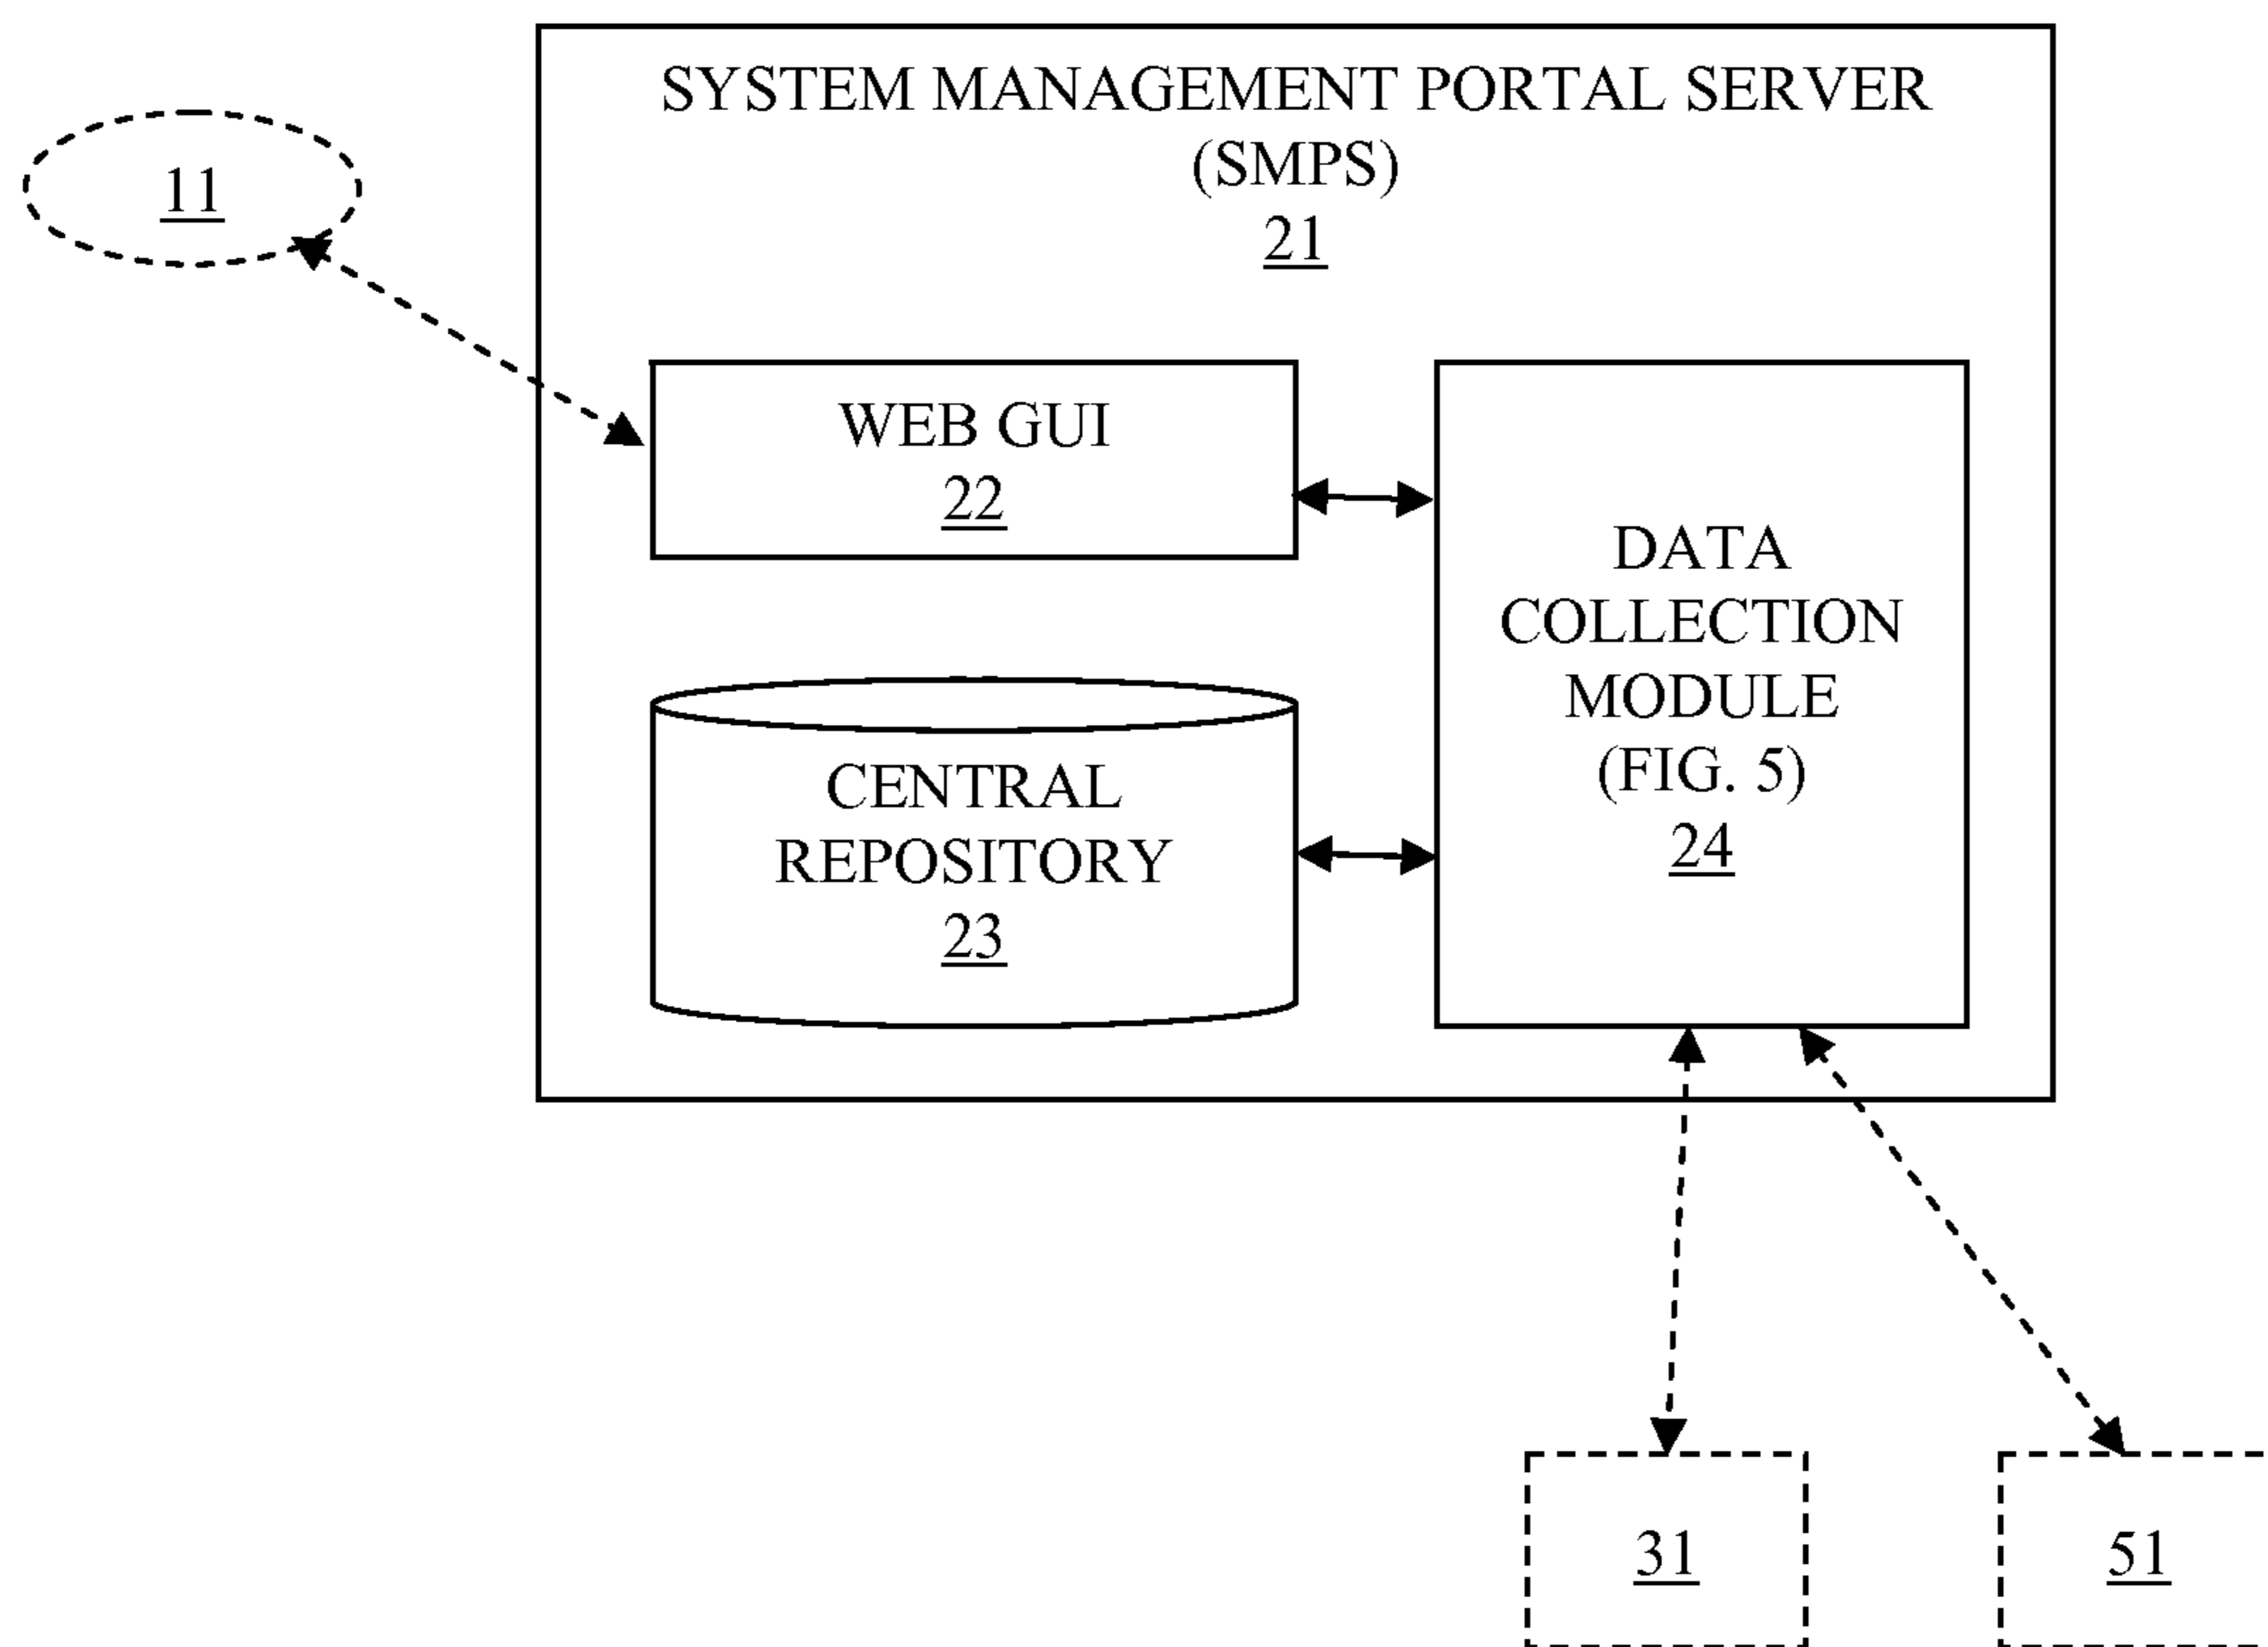 SYSTEM MANAGEMENT PORTAL SERVER
(SMPS)
21
11
WEB GUI
22
DATA
COLLECTION
MODULE
(FIG. 5)
24
CENTRAL
REPOSITORY
23
31
51